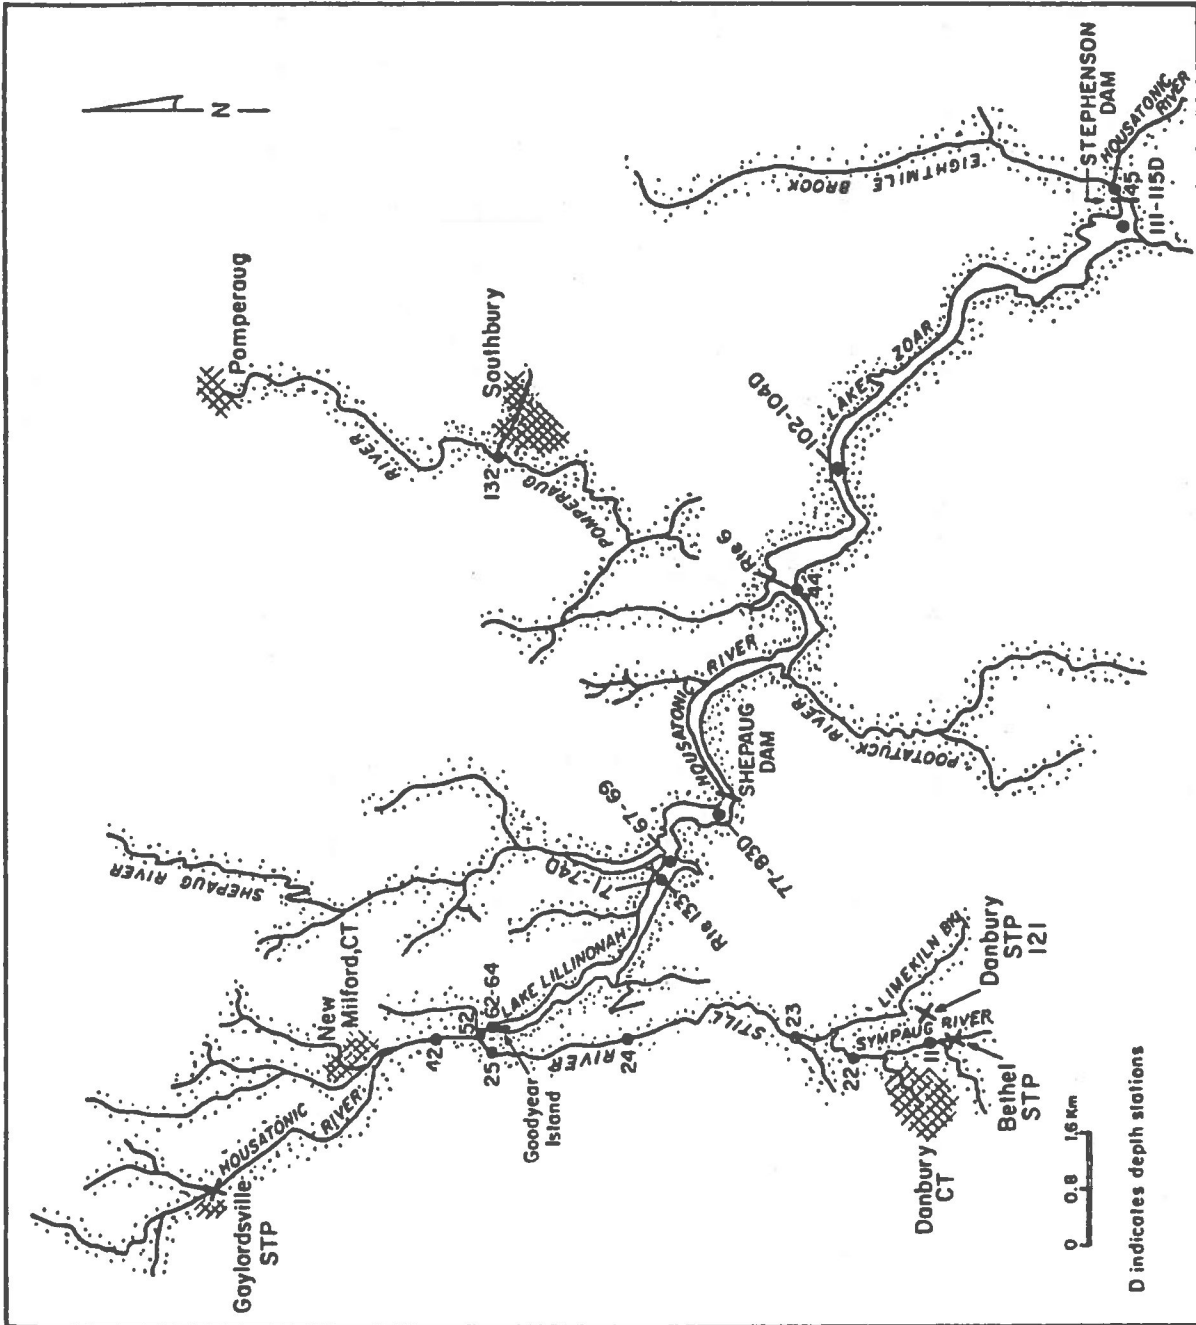 N
Pomperaug
RIVER
Southbury
132
POMPERAUG
EIGHTMILE
BROOK
STEPHENSON
DAM
HOUSATONIC
RIVER
145
111-115D
LAKE ZOAR
102-104D
Rte 6
44
HOUSATONIC RIVER
SHEPAUG
DAM
POOTATUCK
RIVER
67-69
71-74D
77-83D
Rte 133
SHEPAUG RIVER
New
Milford, CT
LAKE LILLINONAH
62-64
52
42
25
Goodyear
Island
HOUSATONIC
RIVER
Gaylordsville
STP
STILL
RIVER
24
23
22
LIMEKILN BK.
SYMPAUG RIVER
11
Danbury
STP
121
Bethel
STP
Danbury
CT
0 0.8 1.6 Km
D indicates depth stations